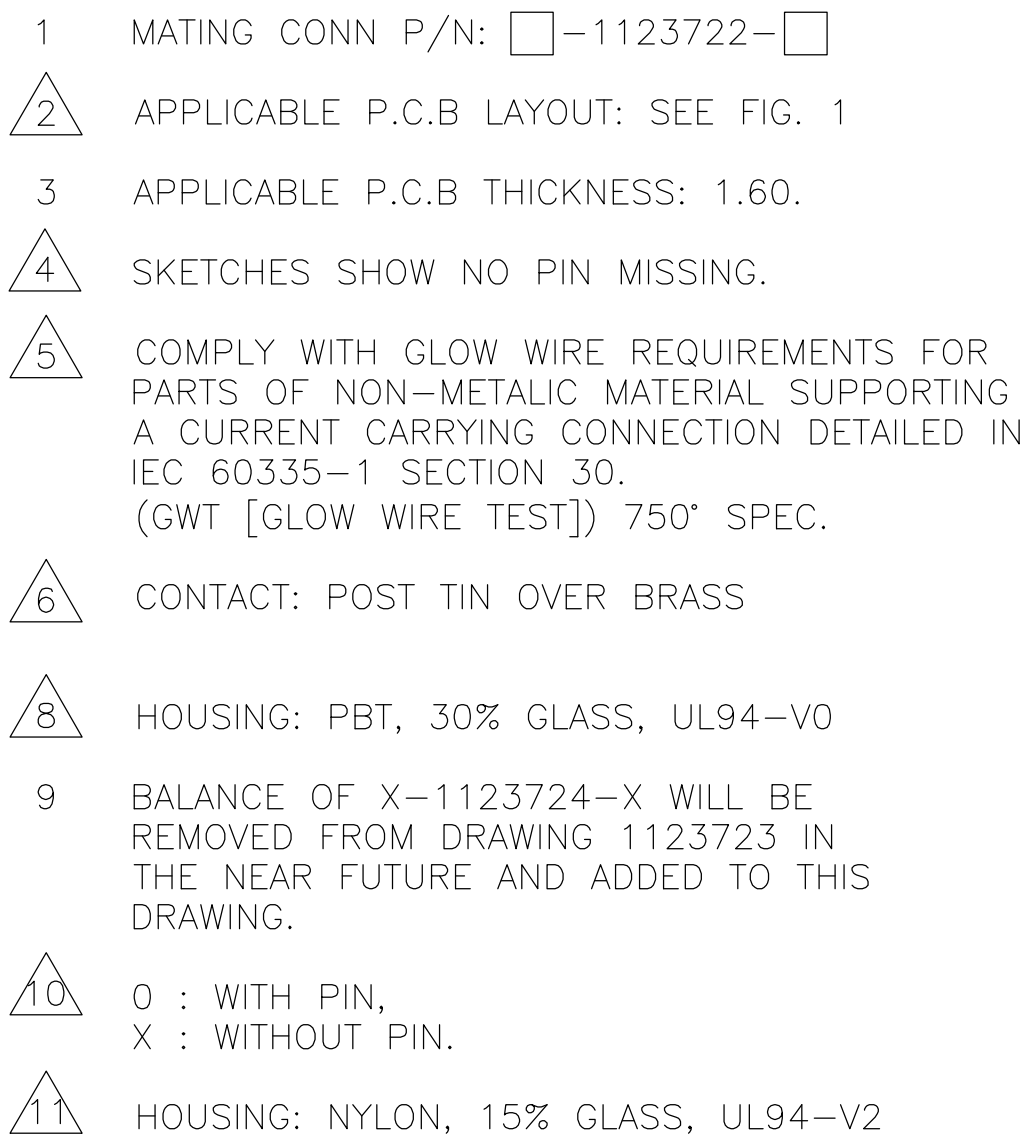 1 MATING CONN P/N: □-1123722-□
2 APPLICABLE P.C.B LAYOUT: SEE FIG. 1
3 APPLICABLE P.C.B THICKNESS: 1.60.
4 SKETCHES SHOW NO PIN MISSING.
5 COMPLY WITH GLOW WIRE REQUIREMENTS FOR
PARTS OF NON-METALIC MATERIAL SUPPORTING
A CURRENT CARRYING CONNECTION DETAILED IN
IEC 60335-1 SECTION 30.
(GWT [GLOW WIRE TEST]) 750° SPEC.
6 CONTACT: POST TIN OVER BRASS
8 HOUSING: PBT, 30% GLASS, UL94-V0
9 BALANCE OF X-1123724-X WILL BE
REMOVED FROM DRAWING 1123723 IN
THE NEAR FUTURE AND ADDED TO THIS
DRAWING.
10 O : WITH PIN,
X : WITHOUT PIN.
11 HOUSING: NYLON, 15% GLASS, UL94-V2